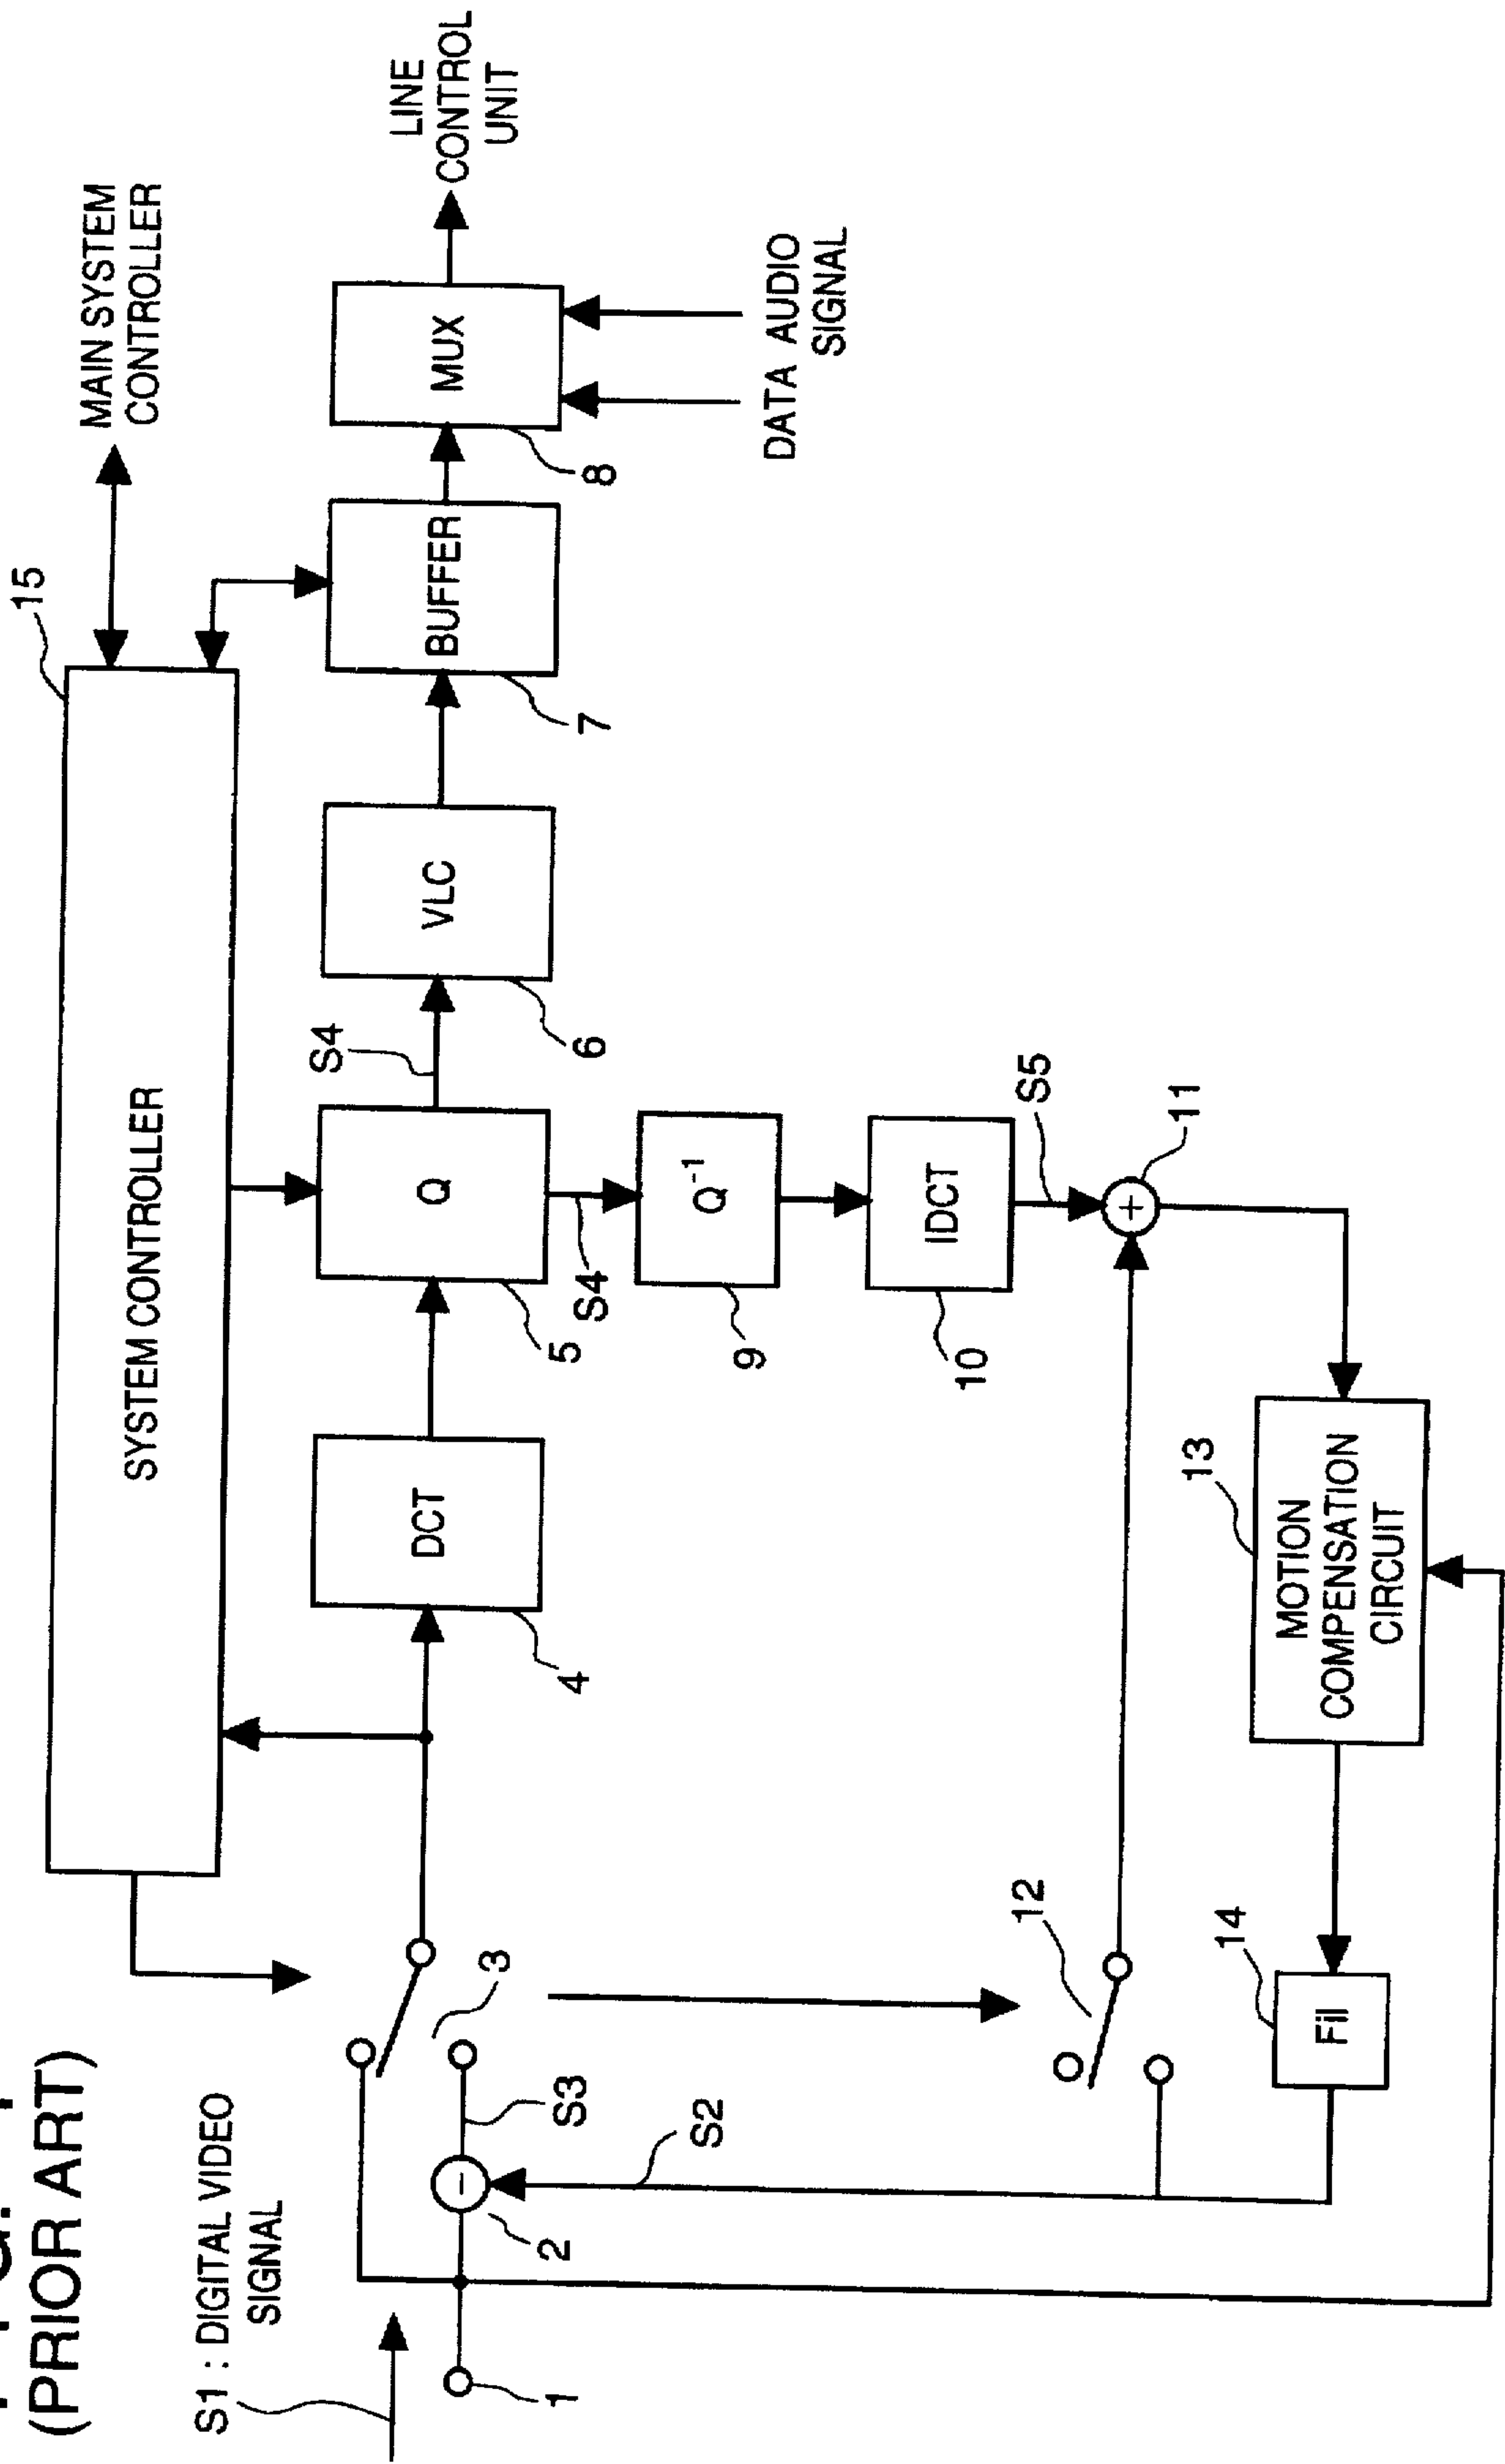 (PRIOR ART)
S1 : DIGITAL VIDEO
SIGNAL
1
2
3
S3
S2
SYSTEM CONTROLLER
15
MAIN SYSTEM
CONTROLLER
DCT
4
Q
5
S4
S4
VLC
6
BUFFER
7
MUX
8
LINE
CONTROL
UNIT
DATA AUDIO
SIGNAL
Q-1
9
IDCT
10
S5
+
11
12
MOTION
COMPENSATION
CIRCUIT
13
Fil
14